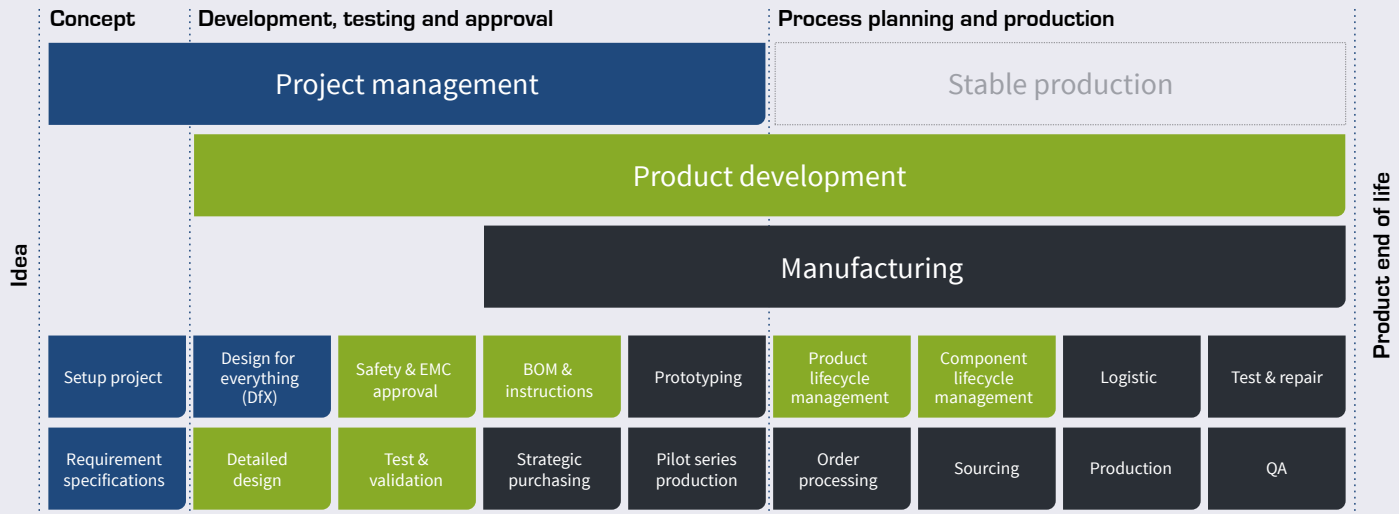 Concept
Development, testing and approval
Process planning and production
Project management
Stable production
Product development
Manufacturing
Idea
Product end of life
Setup project
Design for
everything
(DfX)
Safety & EMC
approval
BOM &
instructions
Prototyping
Product
lifecycle
management
Component
lifecycle
management
Logistic
Test & repair
Requirement
specifications
Detailed
design
Test &
validation
Strategic
purchasing
Pilot series
production
Order
processing
Sourcing
Production
QA